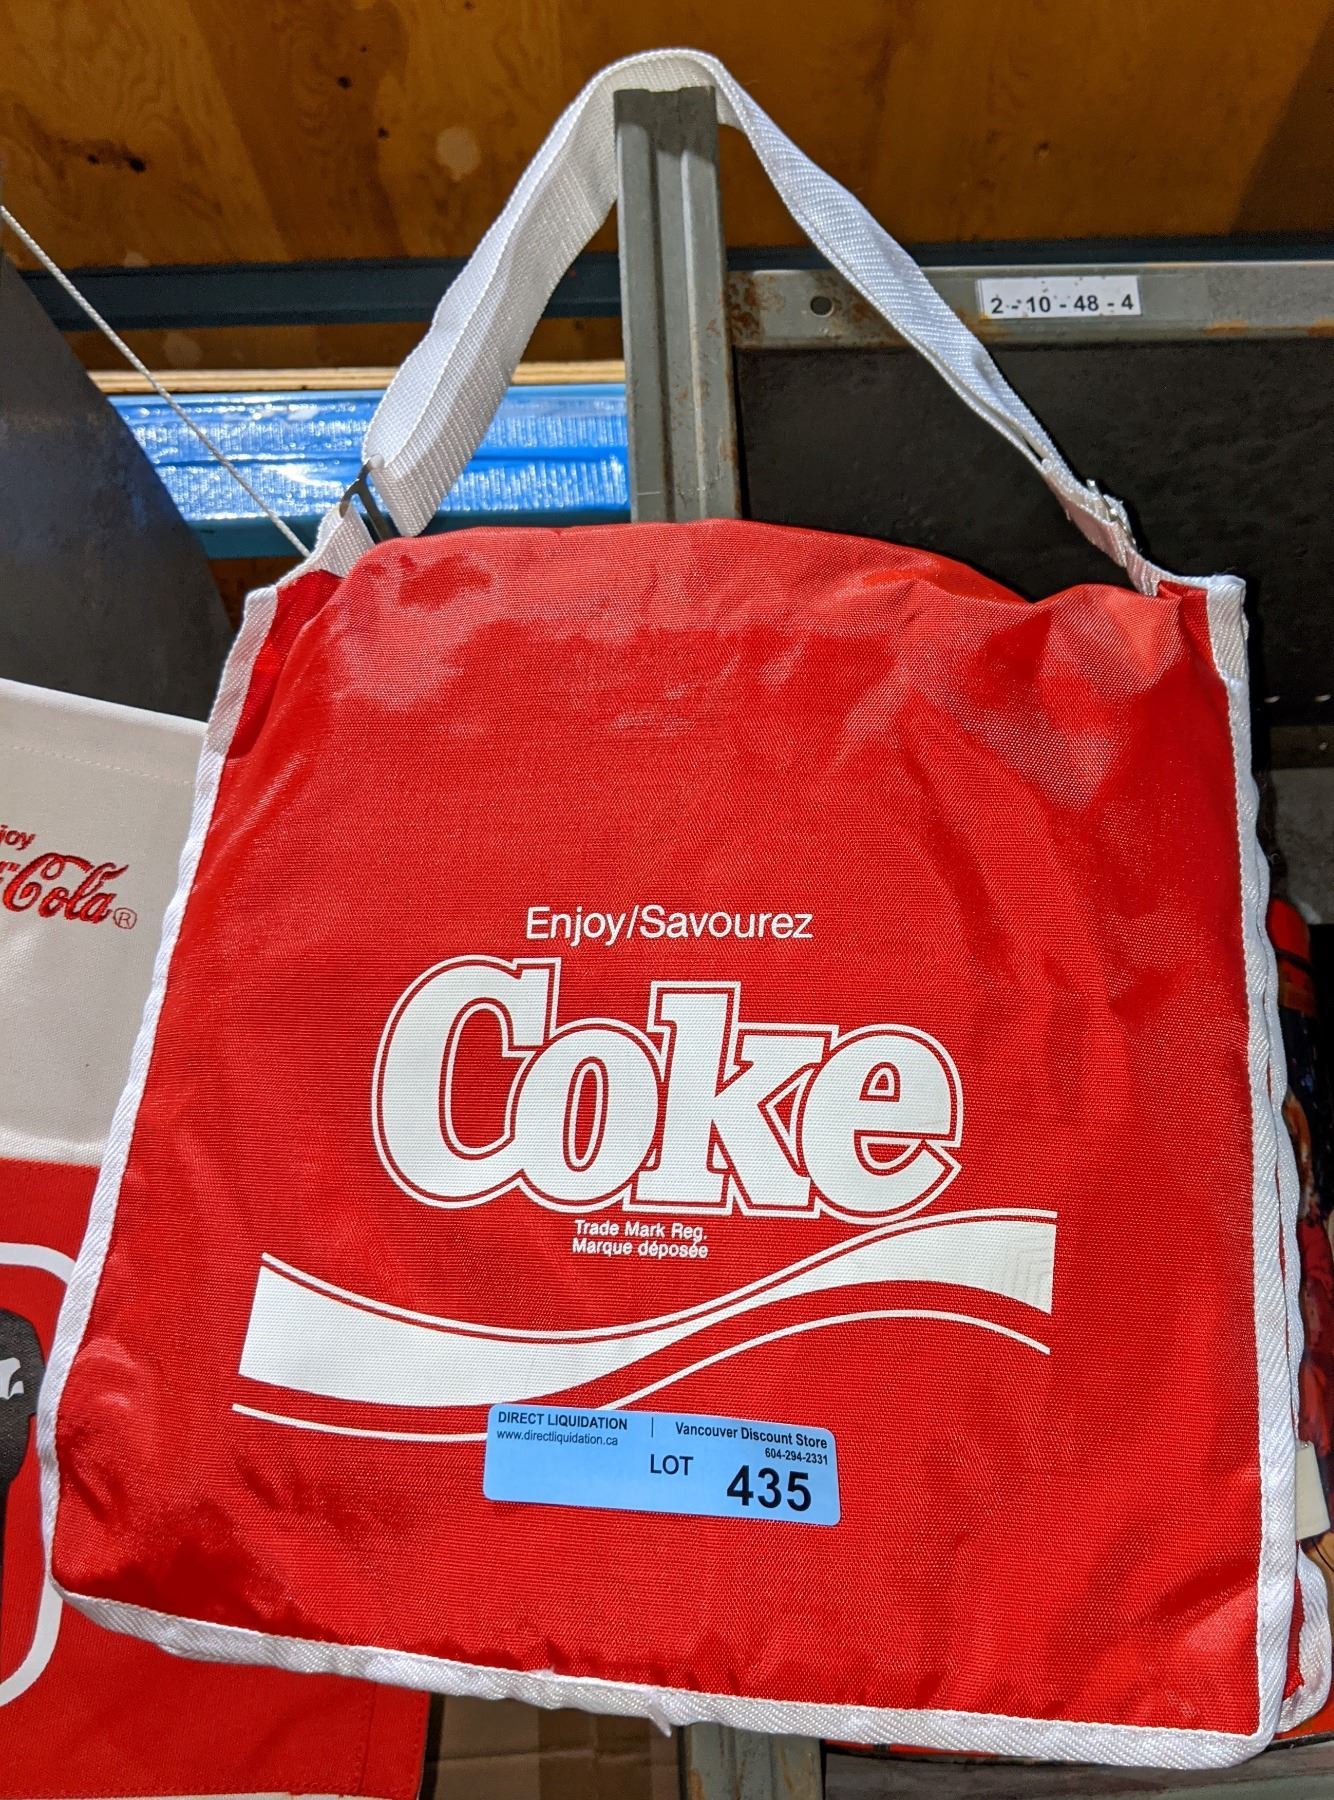 2 - 10 - 48 - 4
joy
Cola®
Enjoy/Savourez
Coke
Trade Mark Reg.
Marque déposée
DIRECT LIQUIDATION | Vancouver Discount Store
www.directliquidation.ca 604-294-2331
LOT 435